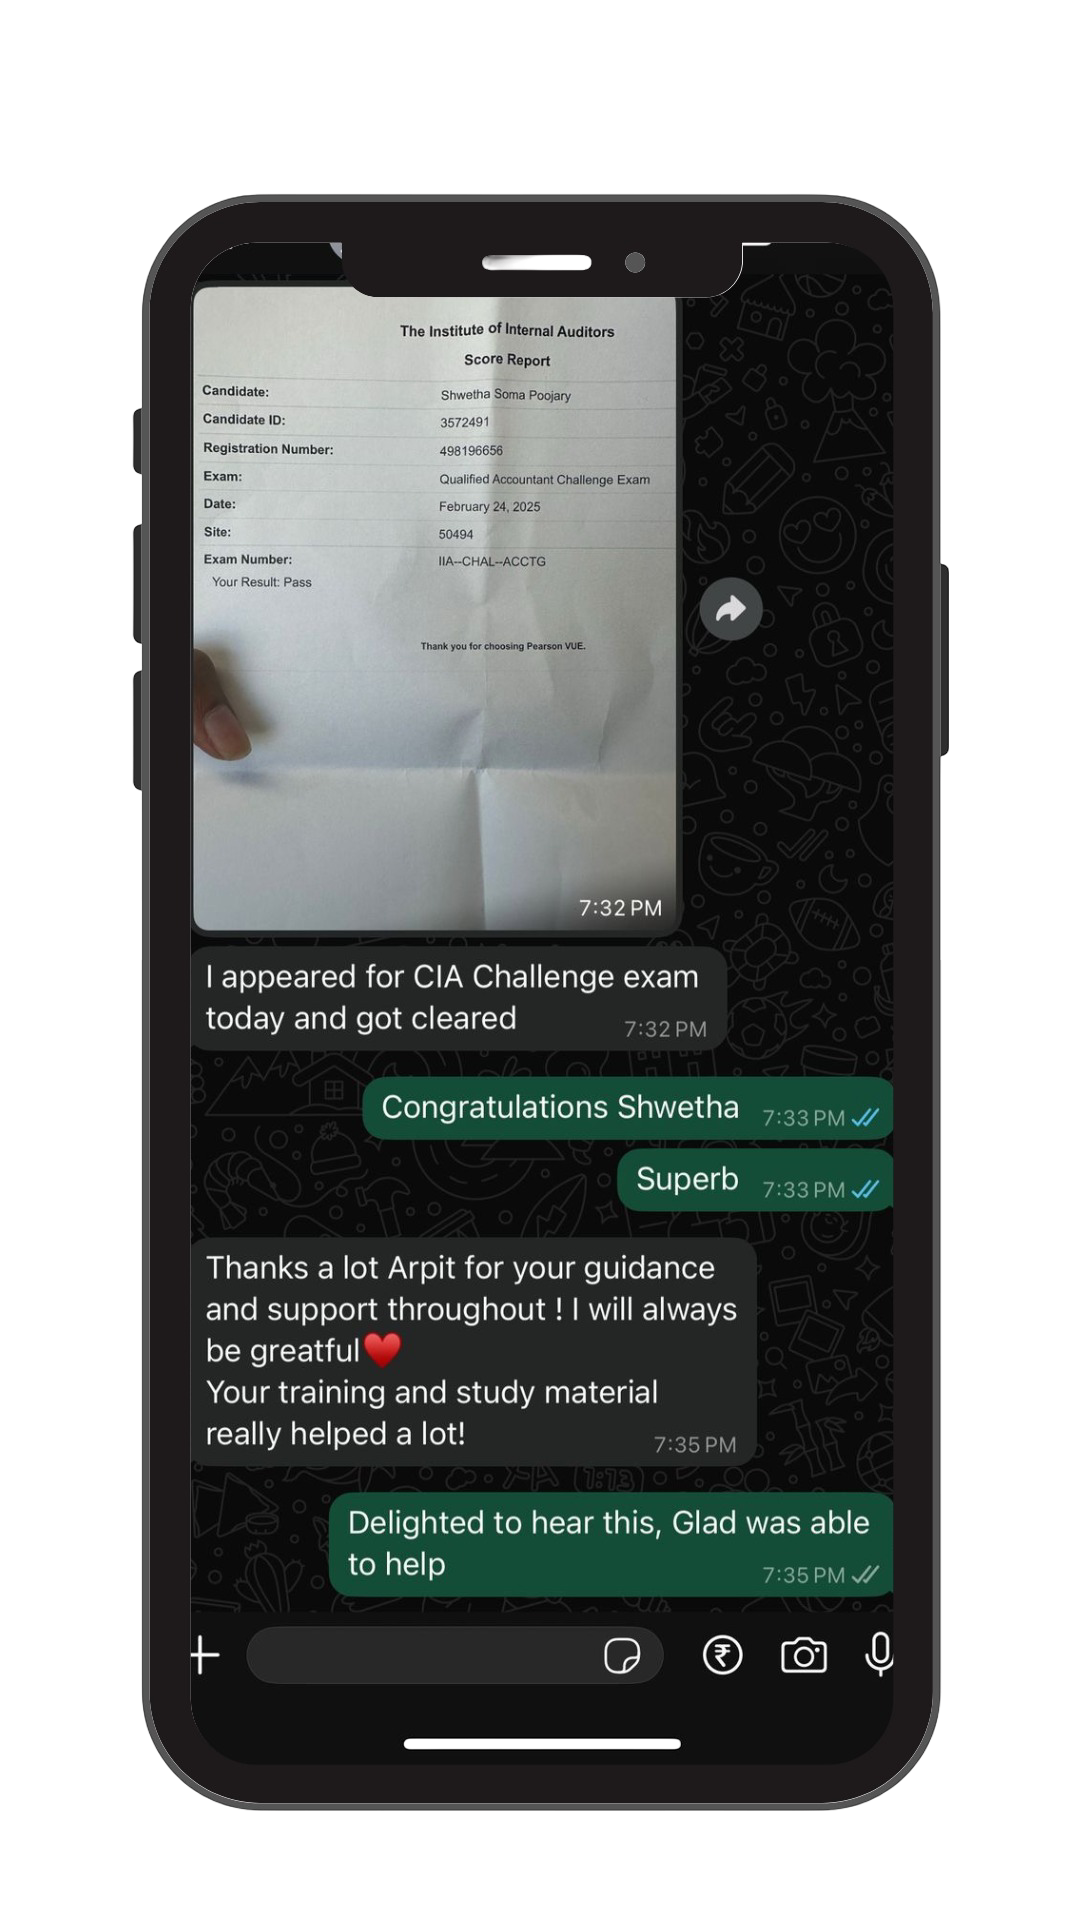 The Institute of Internal Auditors
Score Report
Candidate: Shwetha Soma Poojary
Candidate ID: 3572491
Registration Number: 498196656
Exam: Qualified Accountant Challenge Exam
Date: February 24, 2025
Site: 50494
Exam Number: IIA--CHAL--ACCTG
Your Result: Pass
Thank you for choosing Pearson VUE.
7:32 PM
I appeared for CIA Challenge exam
today and got cleared 7:32 PM
Congratulations Shwetha 7:33 PM
Superb 7:33 PM
Thanks a lot Arpit for your guidance
and support throughout ! I will always
be greatful♥️
Your training and study material
really helped a lot! 7:35 PM
Delighted to hear this, Glad was able
to help 7:35 PM